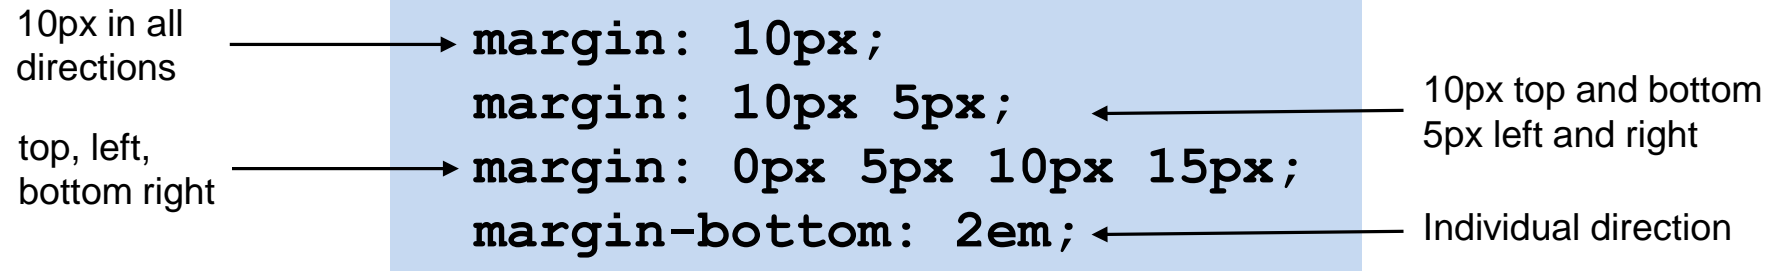 10px in all
directions
margin: 10px;
margin: 10px 5px;
10px top and bottom
5px left and right
top, left,
bottom right
margin: 0px 5px 10px 15px;
margin-bottom: 2em;
Individual direction